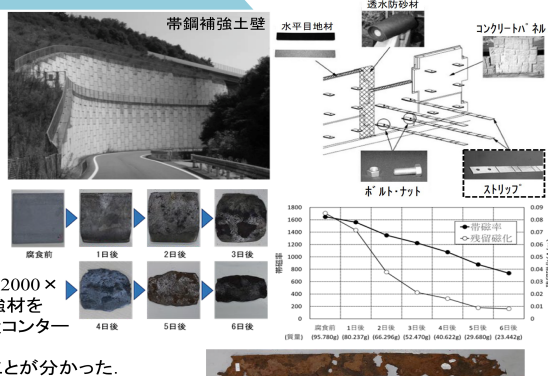 帯鋼補強土壁
水平目地材
透水防砂材
コンクリートパネル
ボルト・ナット
ストリップ
腐食前
1日後
2日後
3日後
4日後
5日後
6日後
2000×
強材を
コンター
ことが分かった.
1800
1600
1400
1200
1000
800
600
400
200
0
帯磁率
0.09
0.08
0.07
0.06
0.05
0.04
0.03
0.02
0.01
0
帯磁率
残留磁化
腐食前 1日後 2日後 3日後 4日後 5日後 6日後
(質量) (95.780g) (80.237g) (66.296g) (52.470g) (40.622g) (29.680g) (23.442g)